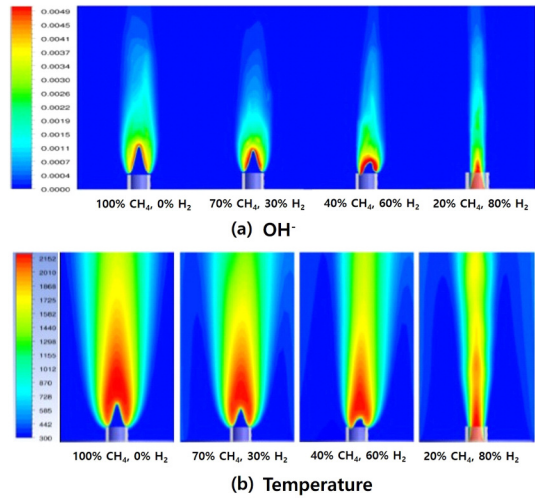 0.0049
0.0045
0.0041
0.0037
0.0034
0.0030
0.0026
0.0022
0.0019
0.0015
0.0011
0.0007
0.0004
0.0000
100% CH₄, 0% H₂
70% CH₄, 30% H₂
40% CH₄, 60% H₂
20% CH₄, 80% H₂
(a) OH⁻
2152
2010
1868
1725
1583
1440
1298
1155
1012
870
728
585
442
300
100% CH₄, 0% H₂
70% CH₄, 30% H₂
40% CH₄, 60% H₂
20% CH₄, 80% H₂
(b) Temperature